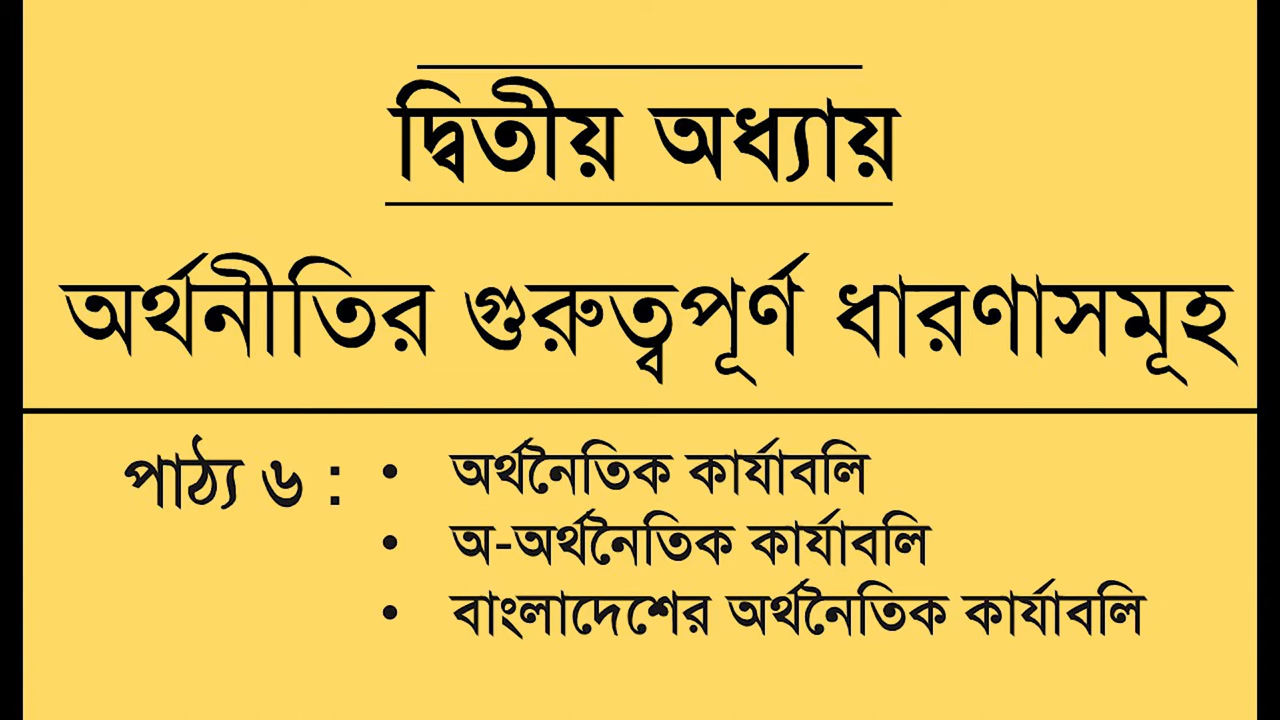 দ্বিতীয় অধ্যায়
অর্থনীতির গুরুত্বপূর্ণ ধারণাসমূহ
পাঠ্য ৬ : • অর্থনৈতিক কার্যাবলি
• অ-অর্থনৈতিক কার্যাবলি
• বাংলাদেশের অর্থনৈতিক কার্যাবলি